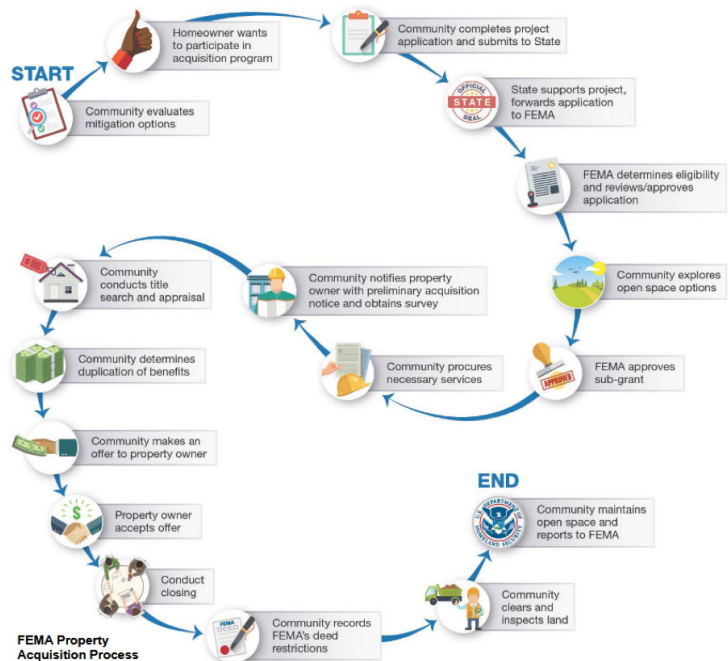 START
Community evaluates
mitigation options
Homeowner wants
to participate in
acquisition program
Community completes project
application and submits to State
OFFICIAL
STATE
SEAL
State supports project,
forwards application
to FEMA
FEMA determines eligibility
and reviews/approves
application
Community explores
open space options
APPROVED
FEMA approves
sub-grant
Community procures
necessary services
Community notifies property
owner with preliminary acquisition
notice and obtains survey
Community
conducts title
search and appraisal
Community determines
duplication of benefits
Community makes an
offer to property owner
$
Property owner
accepts offer
Conduct
closing
FEMA
DEED
Community records
FEMA's deed
restrictions
Community
clears and
inspects land
END
U.S. DEPARTMENT OF
HOMELAND SECURITY
Community maintains
open space and
reports to FEMA
FEMA Property
Acquisition Process